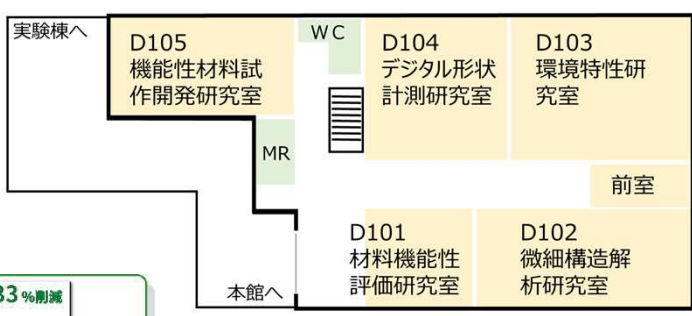 実験棟へ
D105
機能性材料試
作開発研究室
WC
D104
デジタル形状
計測研究室
D103
環境特性研
究室
MR
前室
D101
材料機能性
評価研究室
D102
微細構造解
析研究室
本館へ
33%削減